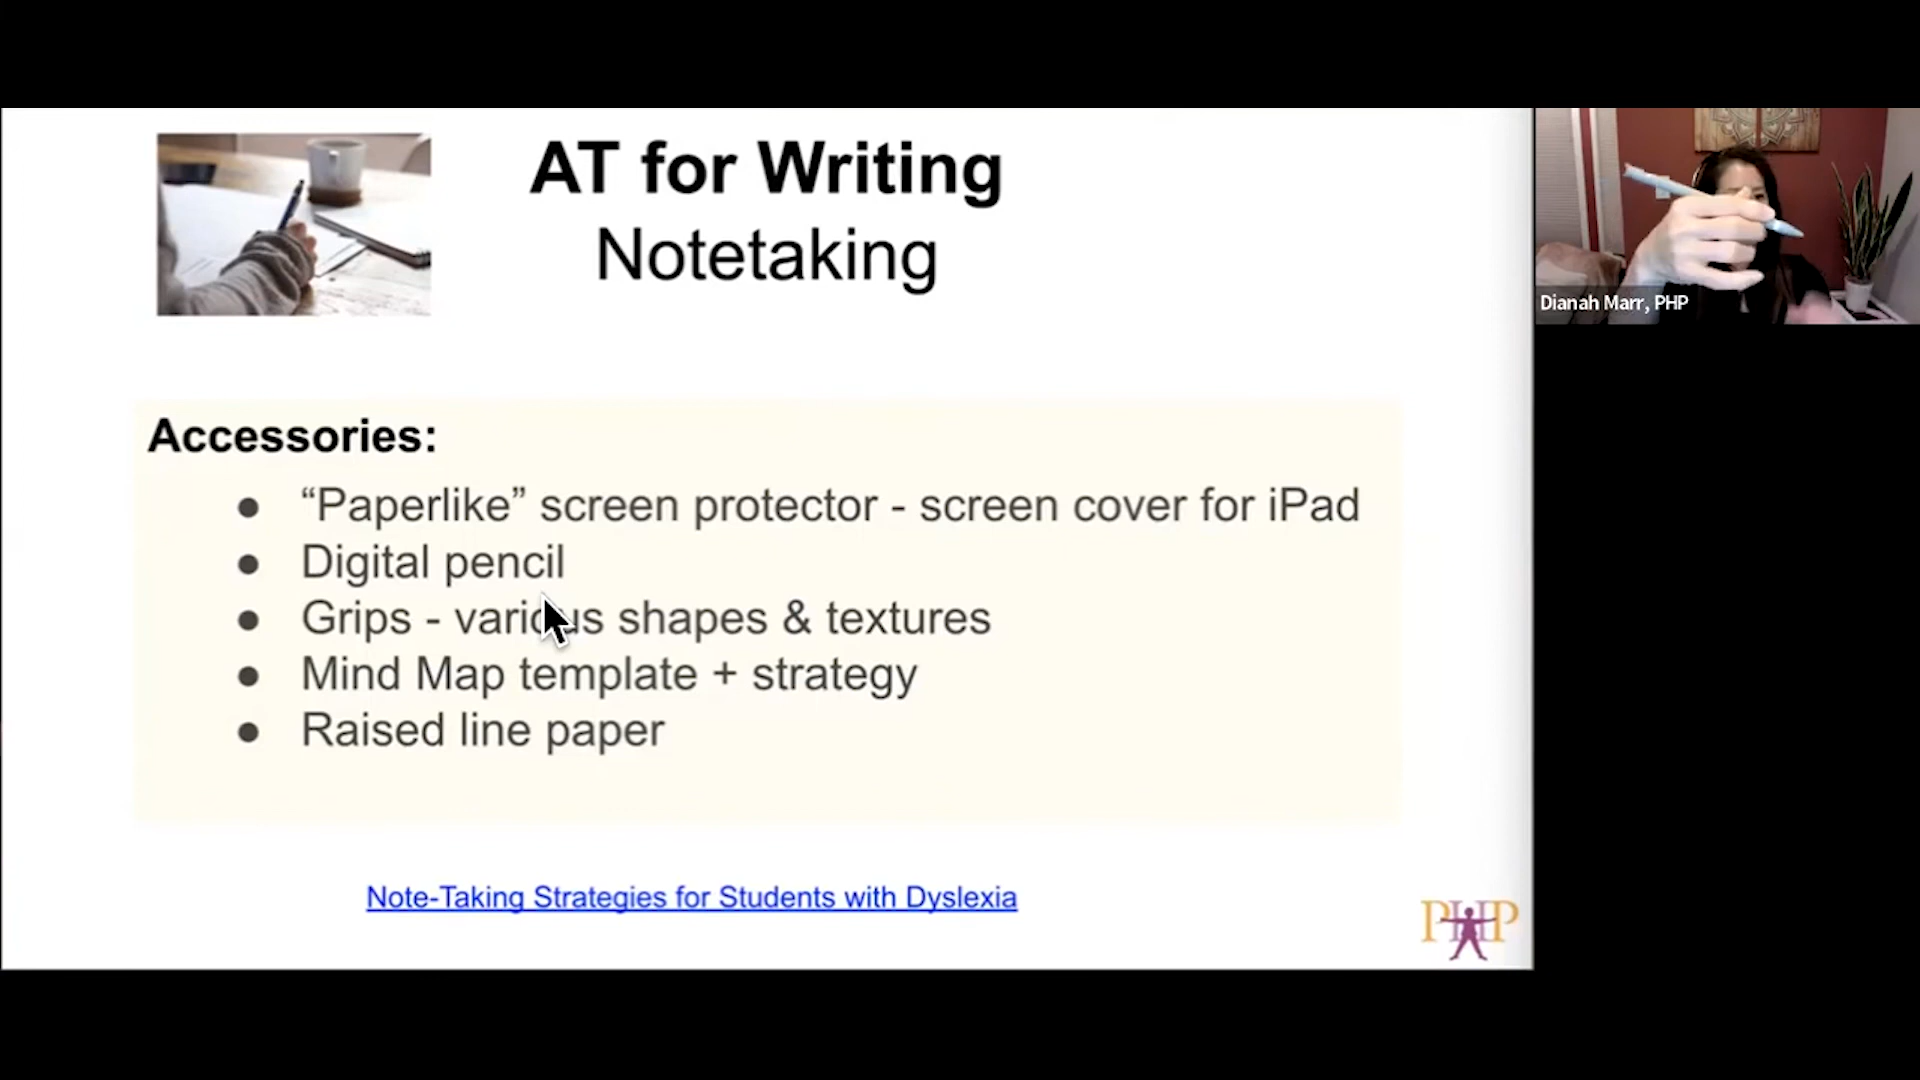 AT for Writing
Notetaking
Dianah Marr, PHP
Accessories:
● “Paperlike” screen protector - screen cover for iPad
● Digital pencil
● Grips - various shapes & textures
● Mind Map template + strategy
● Raised line paper
Note-Taking Strategies for Students with Dyslexia
PHP